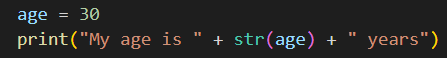 age = 30
print("My age is " + str(age) + " years")